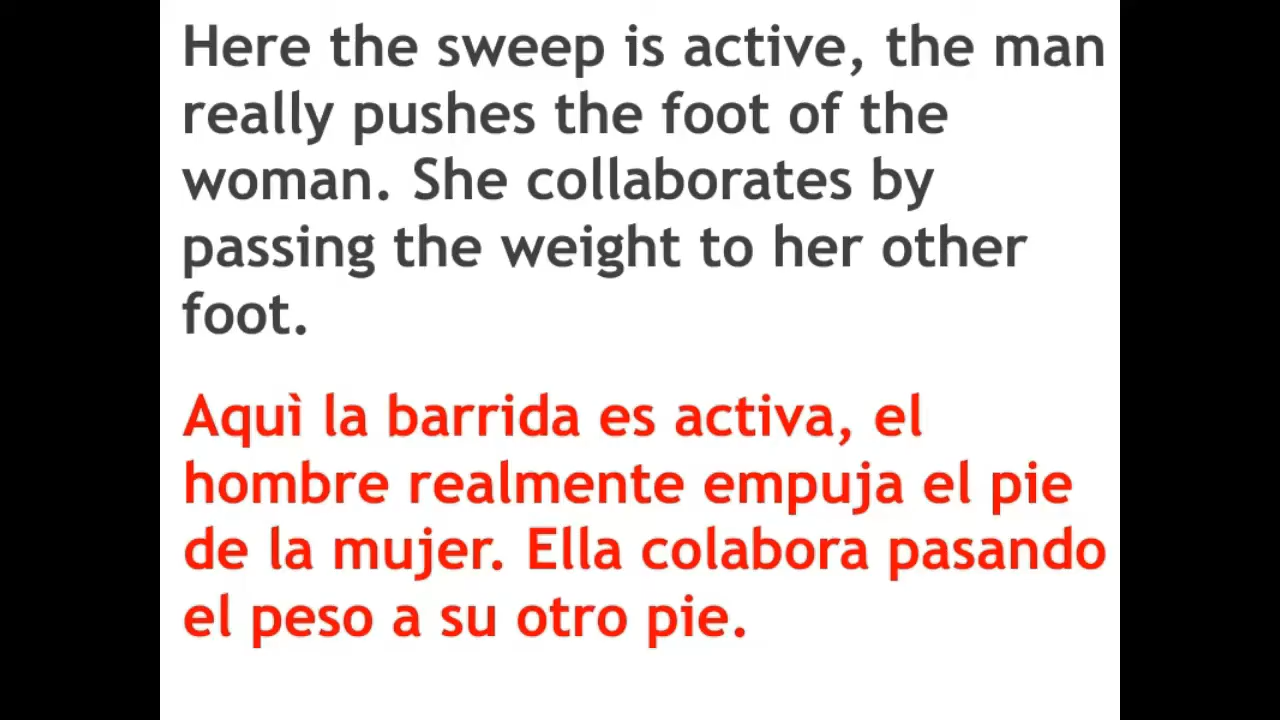 Here the sweep is active, the man
really pushes the foot of the
woman. She collaborates by
passing the weight to her other
foot.
Aquì la barrida es activa, el
hombre realmente empuja el pie
de la mujer. Ella colabora pasando
el peso a su otro pie.